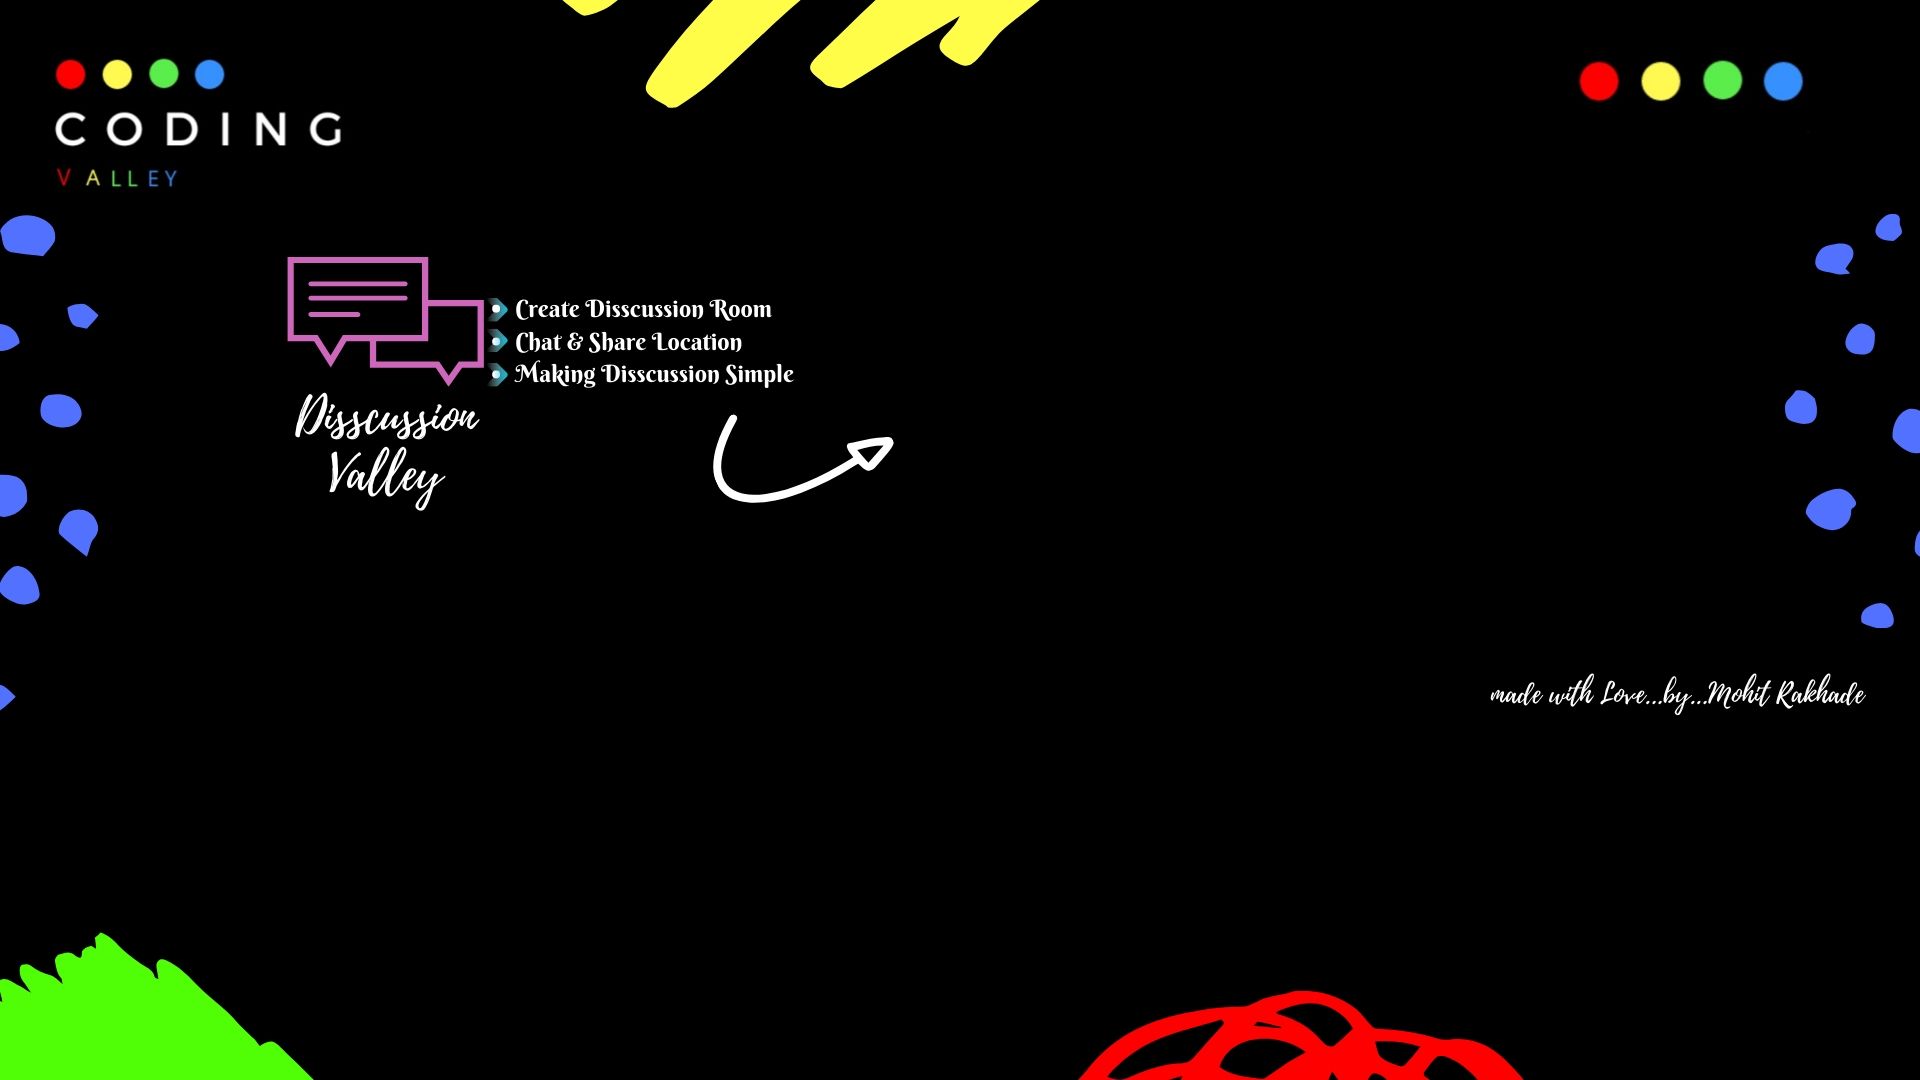 CODING
VALLEY
Create Disscussion Room
Chat & Share Location
Making Disscussion Simple
Disscussion
Valley
made with Love...by...Mohit Rakhade